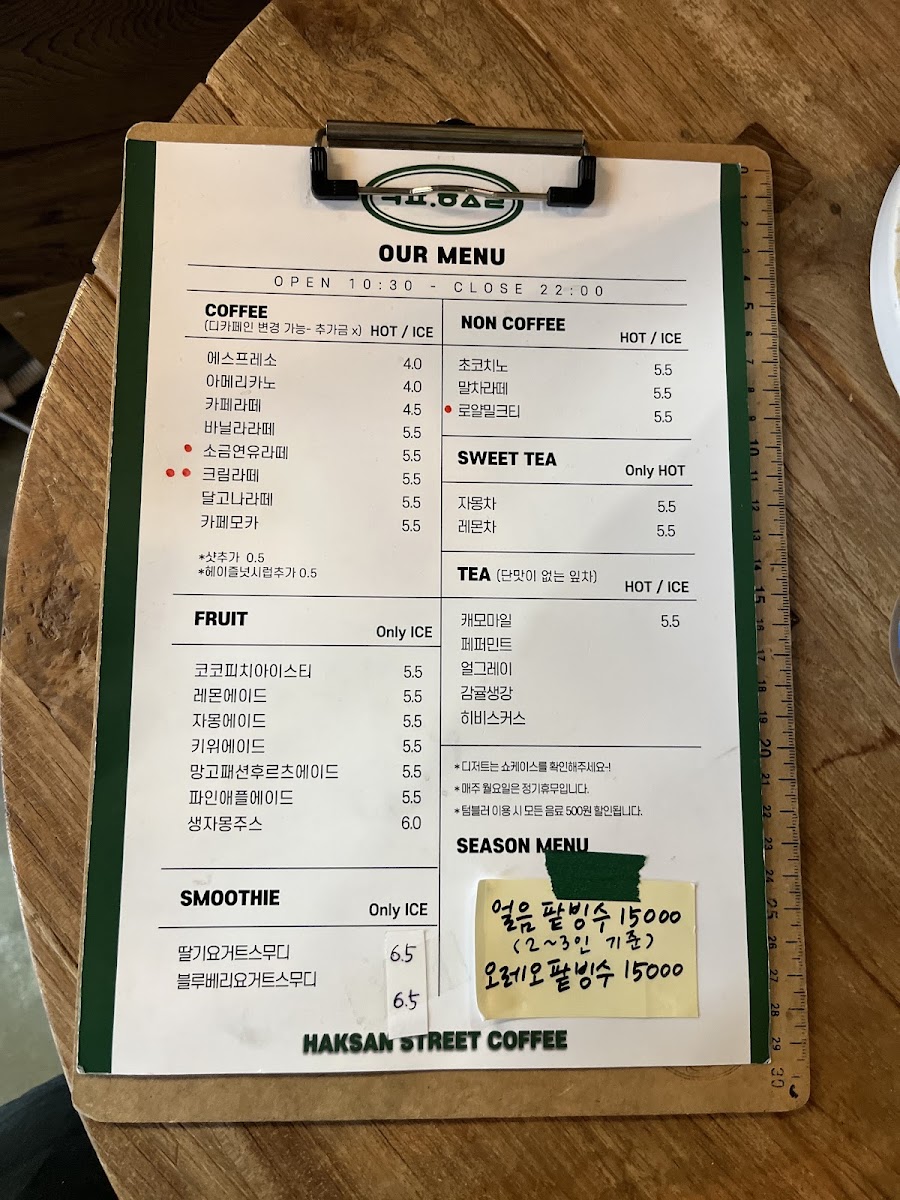 OUR MENU
OPEN 10:30 - CLOSE 22:00
COFFEE
(디카페인 변경 가능- 추가금 x) HOT / ICE
에스프레소 4.0
아메리카노 4.0
카페라떼 4.5
바닐라라떼 5.5
소금연유라떼 5.5
크림라떼 5.5
달고나라떼 5.5
카페모카 5.5
*샷추가 0.5
*헤이즐넛시럽추가 0.5
FRUIT
Only ICE
코코피치아이스티 5.5
레몬에이드 5.5
자몽에이드 5.5
키위에이드 5.5
망고패션후르츠에이드 5.5
파인애플에이드 5.5
생자몽주스 6.0
SMOOTHIE
Only ICE
딸기요거트스무디 6.5
블루베리요거트스무디 6.5
NON COFFEE
HOT / ICE
초코치노 5.5
말차라떼 5.5
로얄밀크티 5.5
SWEET TEA
Only HOT
자몽차 5.5
레몬차 5.5
TEA (단맛이 없는 잎차)
HOT / ICE
캐모마일 5.5
페퍼민트
얼그레이
감귤생강
히비스커스
* 디저트는 쇼케이스를 확인해주세요~!
* 매주 월요일은 정기휴무입니다.
* 텀블러 이용 시 모든 음료 500원 할인됩니다.
SEASON MENU
얼음 팥빙수 15000
(2~3인 기준)
오레오 팥빙수 15000
HAKSAN STREET COFFEE